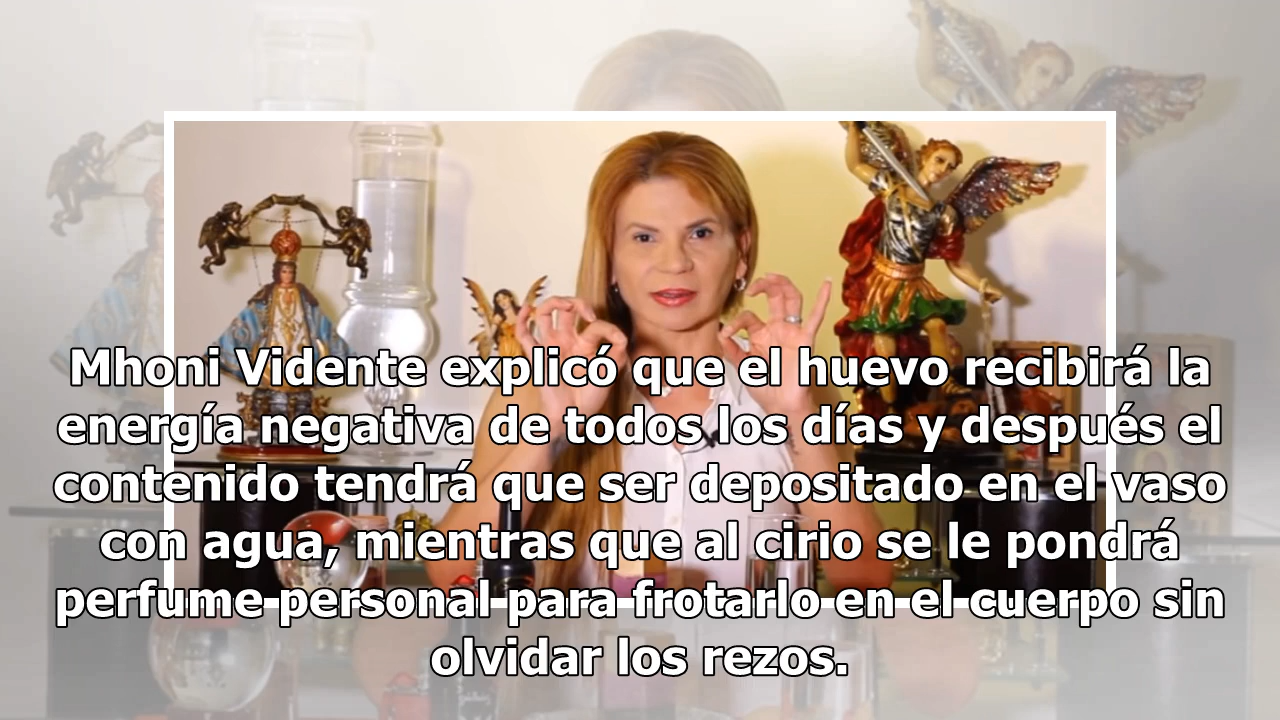 Mhoni Vidente explicó que el huevo recibirá la
energía negativa de todos los días y después el
contenido tendrá que ser depositado en el vaso
con agua, mientras que al cirio se le pondrá
perfume personal para frotarlo en el cuerpo sin
olvidar los rezos.